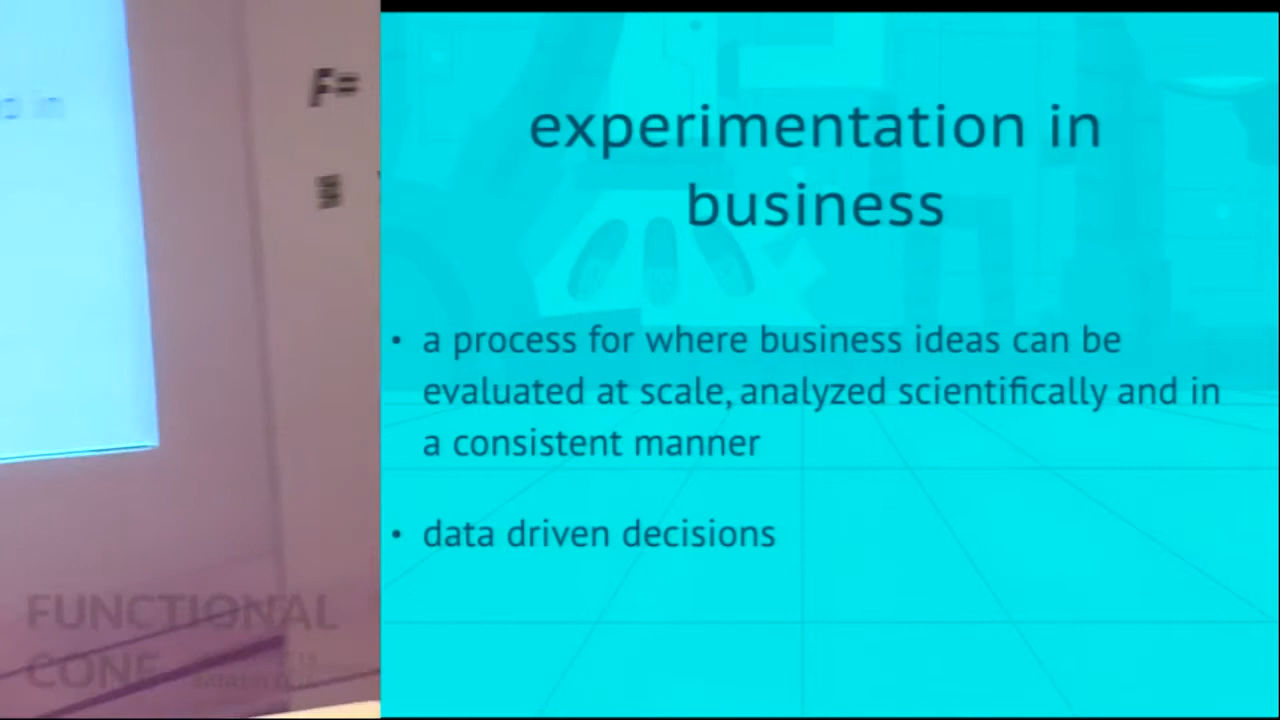 F=
experimentation in
business
• a process for where business ideas can be
evaluated at scale, analyzed scientifically and in
a consistent manner
• data driven decisions
FUNCTIONAL
CONF